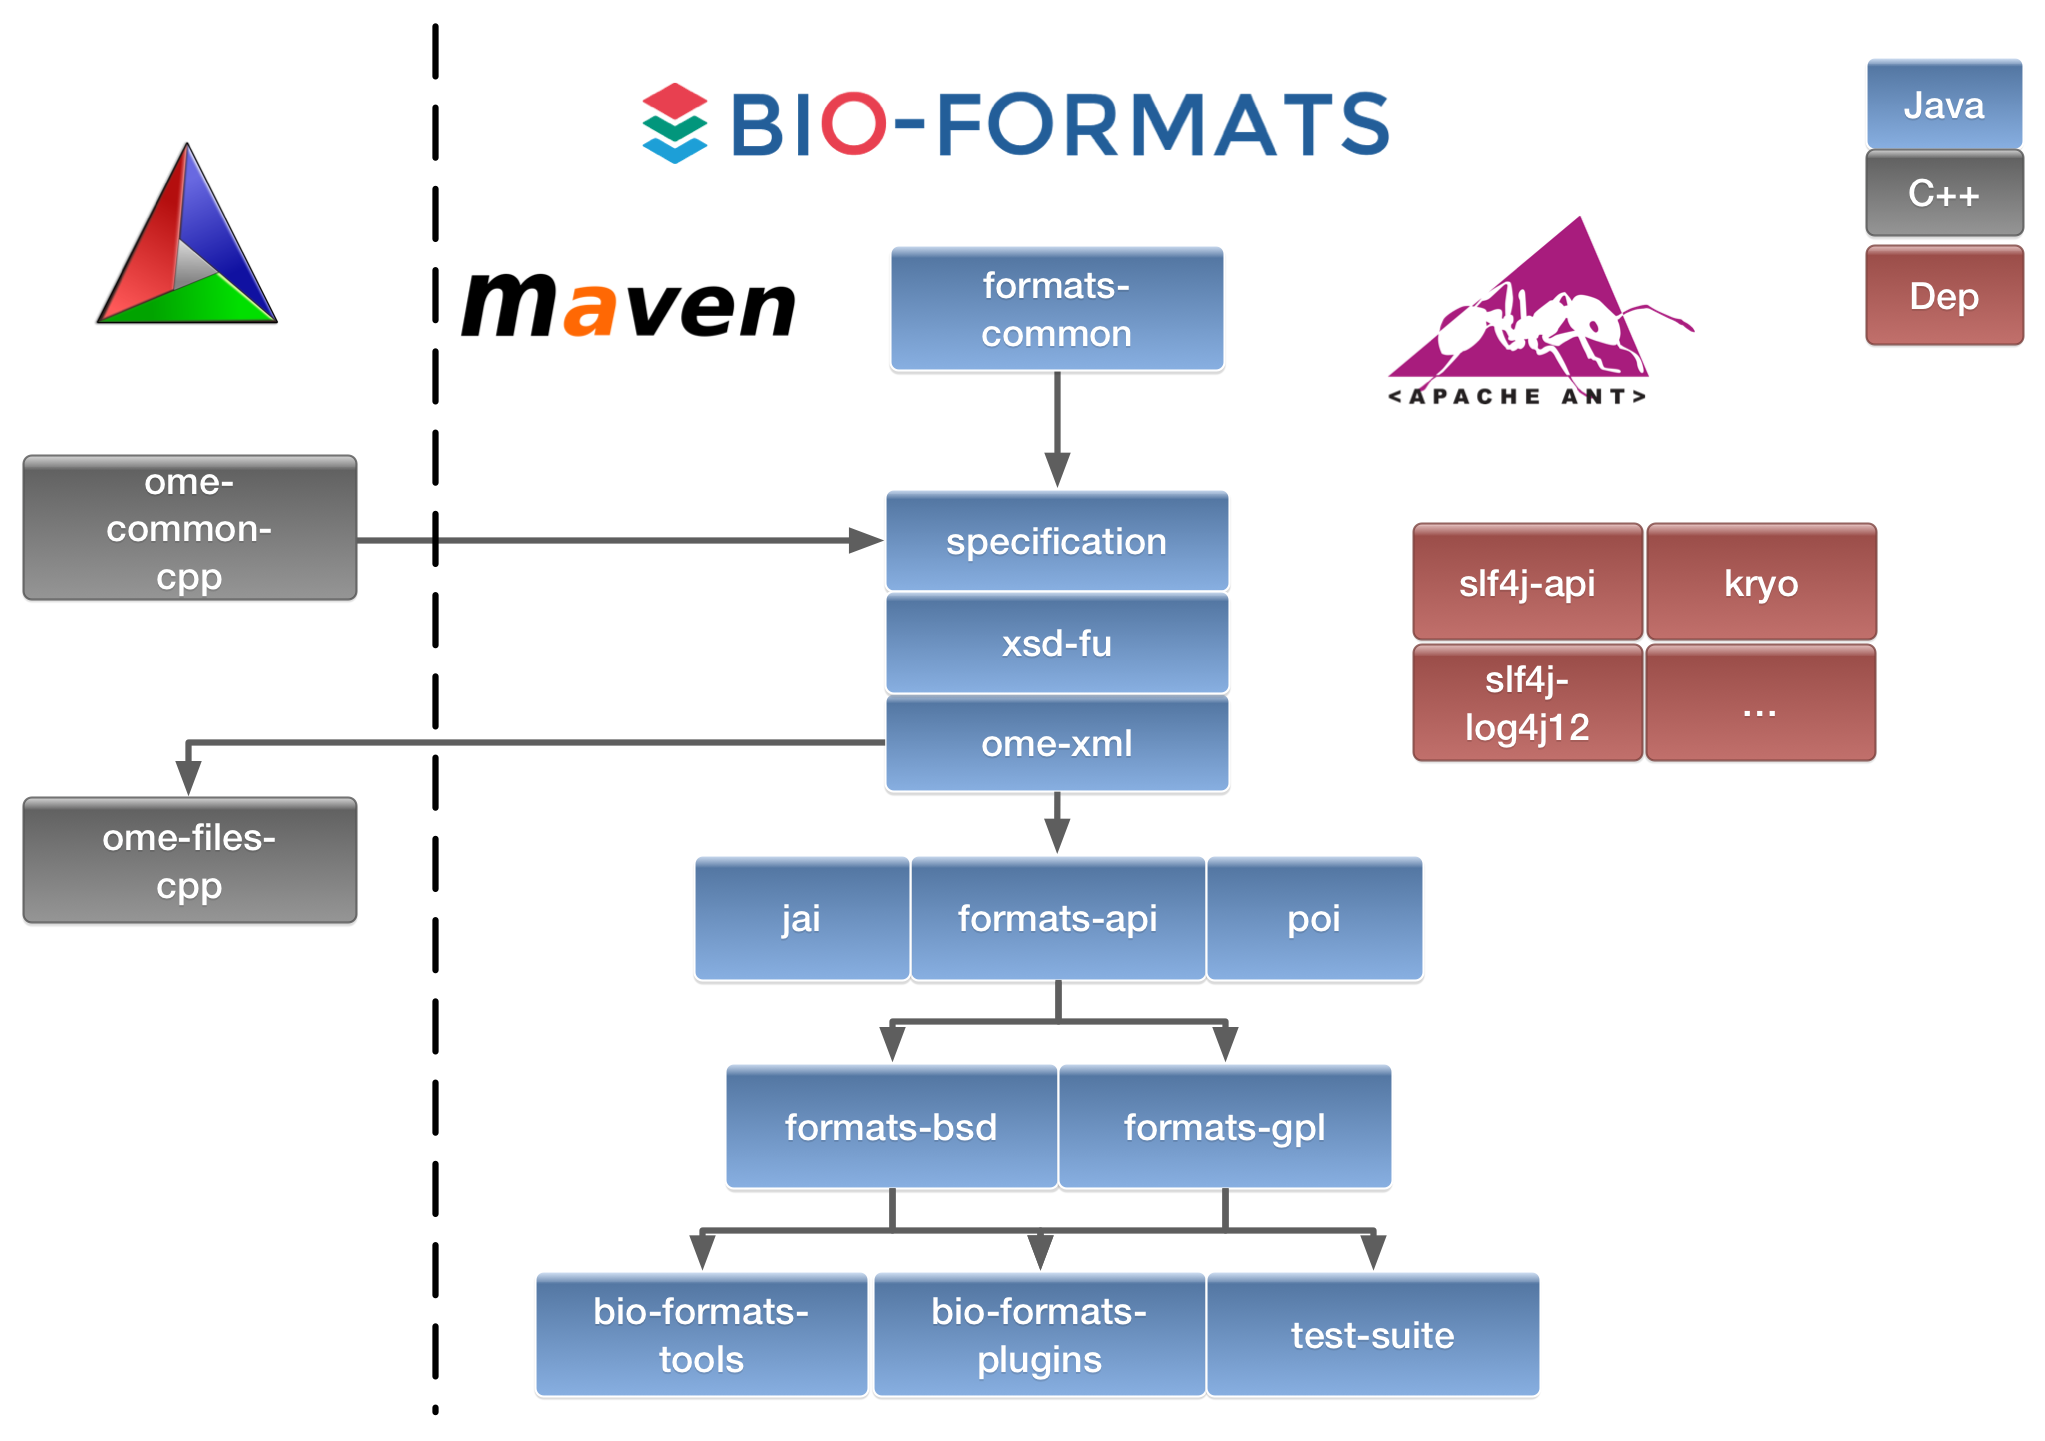 BIO-FORMATS
Java
C++
Dep
maven
formats-
common
<APACHE ANT>
ome-
common-
cpp
specification
xsd-fu
ome-xml
slf4j-api
kryo
slf4j-
log4j12
...
ome-files-
cpp
jai
formats-api
poi
formats-bsd
formats-gpl
bio-formats-
tools
bio-formats-
plugins
test-suite